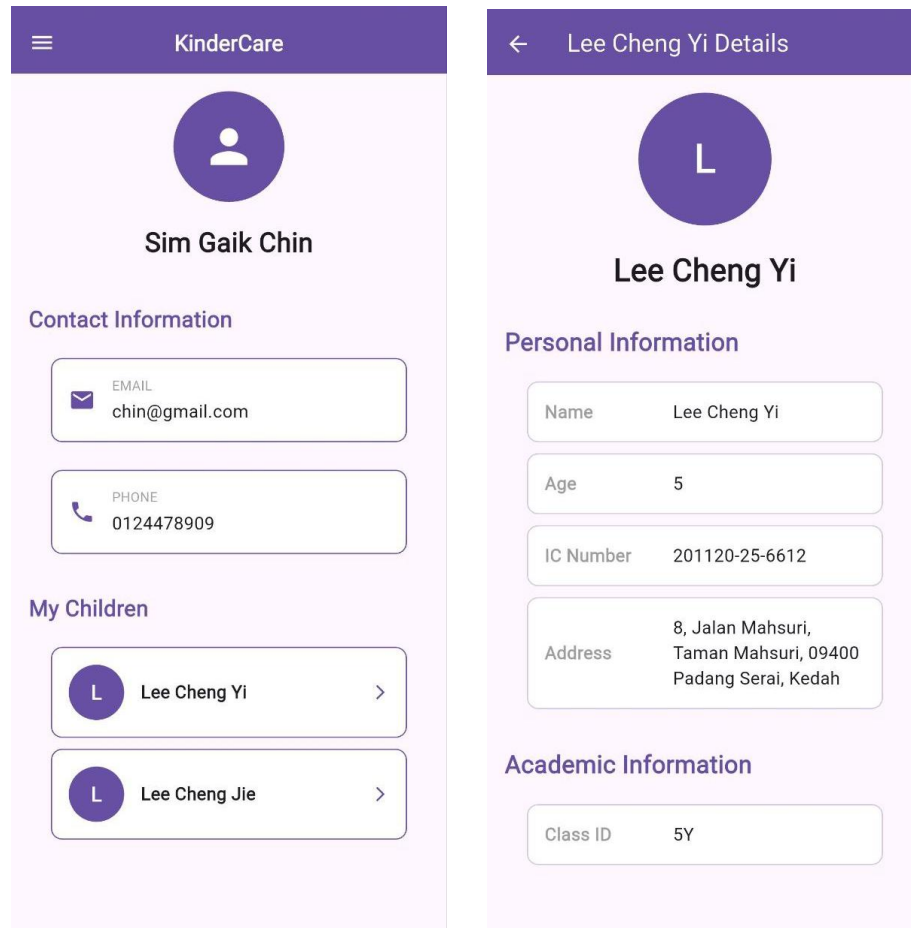 KinderCare
Sim Gaik Chin
Contact Information
EMAIL
chin@gmail.com
PHONE
0124478909
My Children
L
Lee Cheng Yi
L
Lee Cheng Jie
Lee Cheng Yi Details
L
Lee Cheng Yi
Personal Information
Name Lee Cheng Yi
Age 5
IC Number 201120-25-6612
Address
8, Jalan Mahsuri,
Taman Mahsuri, 09400
Padang Serai, Kedah
Academic Information
Class ID 5Y